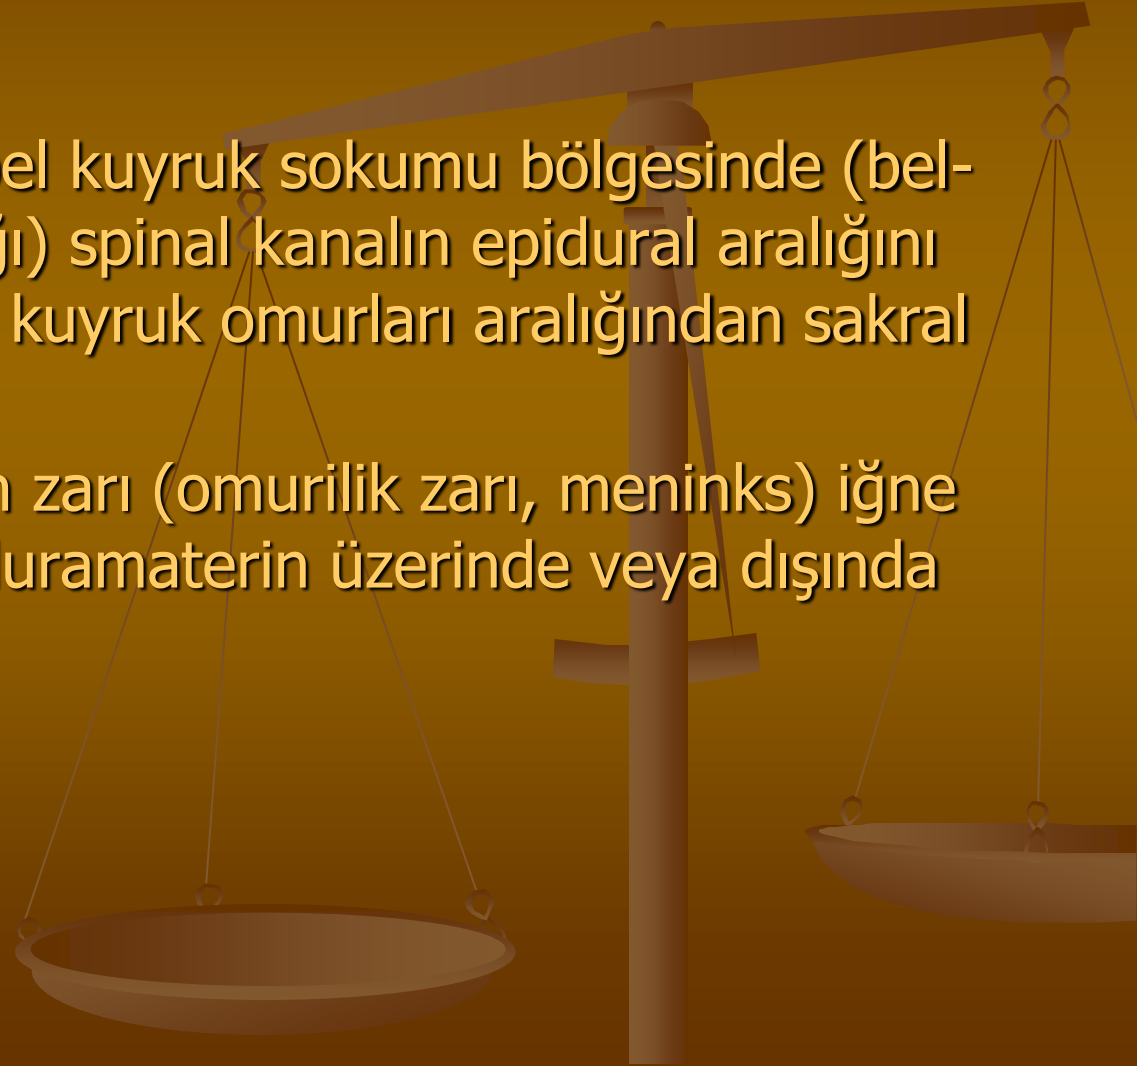 el kuyruk sokumu bölgesinde (bel-
ğı) spinal kanalın epidural aralığını
kuyruk omurları aralığından sakral
zarı (omurilik zarı, meninks) iğne
uramaterin üzerinde veya dışında